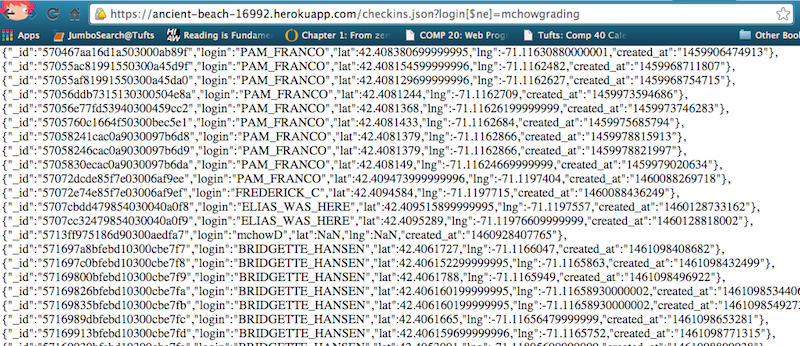 https://ancient-beach-16992.herokuapp.com/checkins.json?login[$ne]=mchowgrading
Apps JumboSearch@Tufts Reading is Fundame Chapter 1: From zer Tufts: COMP 20: Web Prog Tufts: Comp 40 Cale
{"_id":"570467aa16d1a503000ab89f","login":"PAM_FRANCO","lat":42.408380699999995,"lng":-71.11630880000001,"created_at":"1459906474913"},
{"_id":"57055ac81991550300a45d9f","login":"PAM_FRANCO","lat":42.408154599999996,"lng":-71.1162482,"created_at":"1459968711807"},
{"_id":"57055af81991550300a45da0","login":"PAM_FRANCO","lat":42.408129699999996,"lng":-71.1162627,"created_at":"1459968754715"},
{"_id":"57056ddb7315130300504e8a","login":"PAM_FRANCO","lat":42.4081244,"lng":-71.1162709,"created_at":"1459973594686"},
{"_id":"57056e77fd53940300459cc2","login":"PAM_FRANCO","lat":42.4081368,"lng":-71.11626199999999,"created_at":"1459973746283"},
{"_id":"5705760c1664f50300bec5e1","login":"PAM_FRANCO","lat":42.4081433,"lng":-71.1162684,"created_at":"1459975685794"},
{"_id":"57058241cac0a9030097b6d8","login":"PAM_FRANCO","lat":42.4081379,"lng":-71.1162866,"created_at":"1459978815913"},
{"_id":"57058246cac0a9030097b6d9","login":"PAM_FRANCO","lat":42.4081379,"lng":-71.1162866,"created_at":"1459978821997"},
{"_id":"5705830ecac0a9030097b6da","login":"PAM_FRANCO","lat":42.408149,"lng":-71.11624669999999,"created_at":"1459979020634"},
{"_id":"57072dcde85f7e03006af9ee","login":"PAM_FRANCO","lat":42.409473999999996,"lng":-71.1197404,"created_at":"1460088269718"},
{"_id":"57072e74e85f7e03006af9ef","login":"FREDERICK_C","lat":42.4094584,"lng":-71.1197715,"created_at":"1460088436249"},
{"_id":"5707cbdd479854030040a0f8","login":"ELIAS_WAS_HERE","lat":42.409515899999995,"lng":-71.1197557,"created_at":"1460128733162"},
{"_id":"5707cc32479854030040a0f9","login":"ELIAS_WAS_HERE","lat":42.4095289,"lng":-71.11976609999999,"created_at":"1460128818002"},
{"_id":"5713ff975186d90300aedfa7","login":"mchowD","lat":NaN,"lng":NaN,"created_at":"1460928407765"},
{"_id":"571697a8bfebd10300cbe7f7","login":"BRIDGETTE_HANSEN","lat":42.4061727,"lng":-71.1166047,"created_at":"1461098408682"},
{"_id":"571697c0bfebd10300cbe7f8","login":"BRIDGETTE_HANSEN","lat":42.406152299999995,"lng":-71.1165863,"created_at":"1461098432499"},
{"_id":"57169800bfebd10300cbe7f9","login":"BRIDGETTE_HANSEN","lat":42.4061788,"lng":-71.1165949,"created_at":"1461098496922"},
{"_id":"57169826bfebd10300cbe7fa","login":"BRIDGETTE_HANSEN","lat":42.406160199999995,"lng":-71.11658930000002,"created_at":"1461098534406
{"_id":"57169835bfebd10300cbe7fb","login":"BRIDGETTE_HANSEN","lat":42.406160199999995,"lng":-71.11658930000002,"created_at":"146109854927
{"_id":"5716989dbfebd10300cbe7fc","login":"BRIDGETTE_HANSEN","lat":42.4061665,"lng":-71.11656479999999,"created_at":"1461098653281"},
{"_id":"57169913bfebd10300cbe7fd","login":"BRIDGETTE_HANSEN","lat":42.406159699999996,"lng":-71.1165752,"created_at":"1461098771315"},